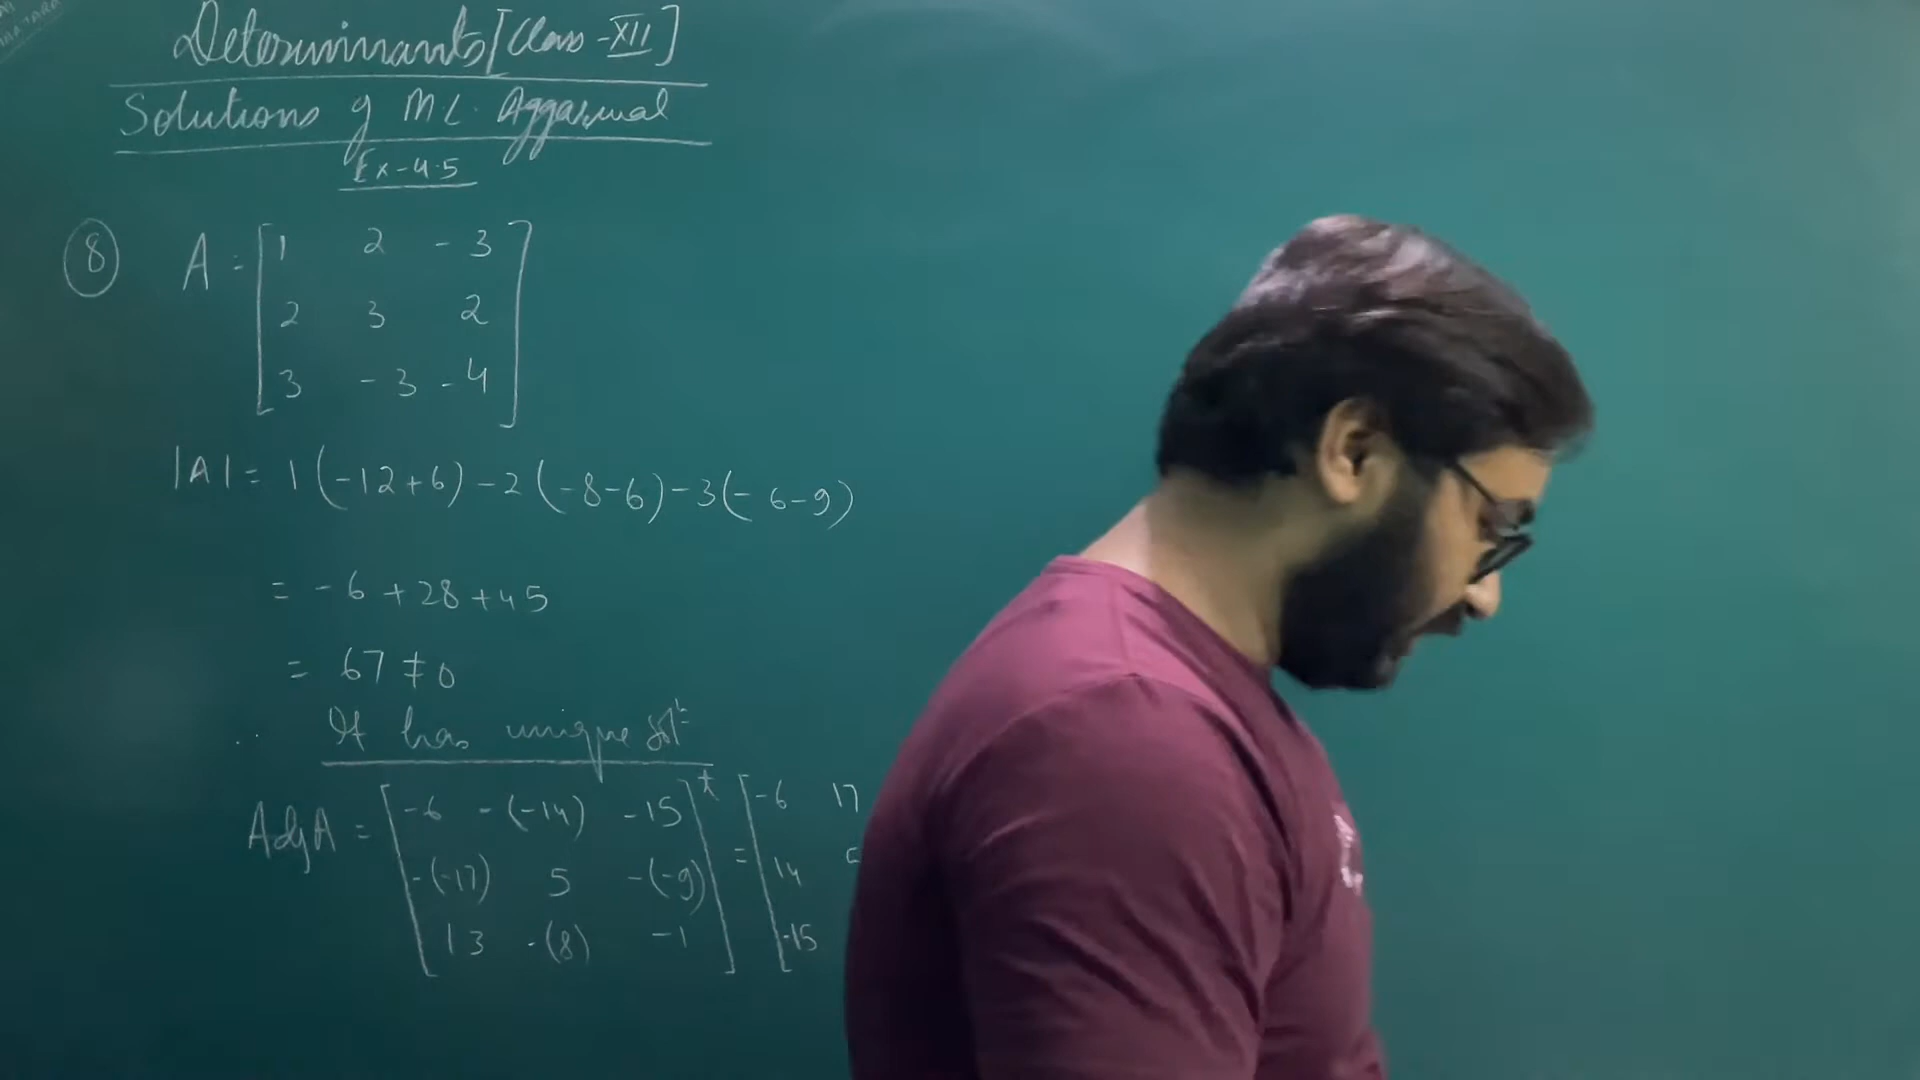 Determinants [Class - XII]
Solutions of ML Aggarwal
Ex - 4.5
8 A = [1 2 -3
2 3 2
3 -3 -4]
|A| = 1(-12+6) -2(-8-6) -3(-6-9)
= -6 + 28 + 45
= 67 ≠ 0
∴ It has unique solⁿ
Adj A = [-6 -(-14) -15]ᵗ = [-6 17
-(-17) 5 -(-9) 14 5
13 -(8) -1] -15